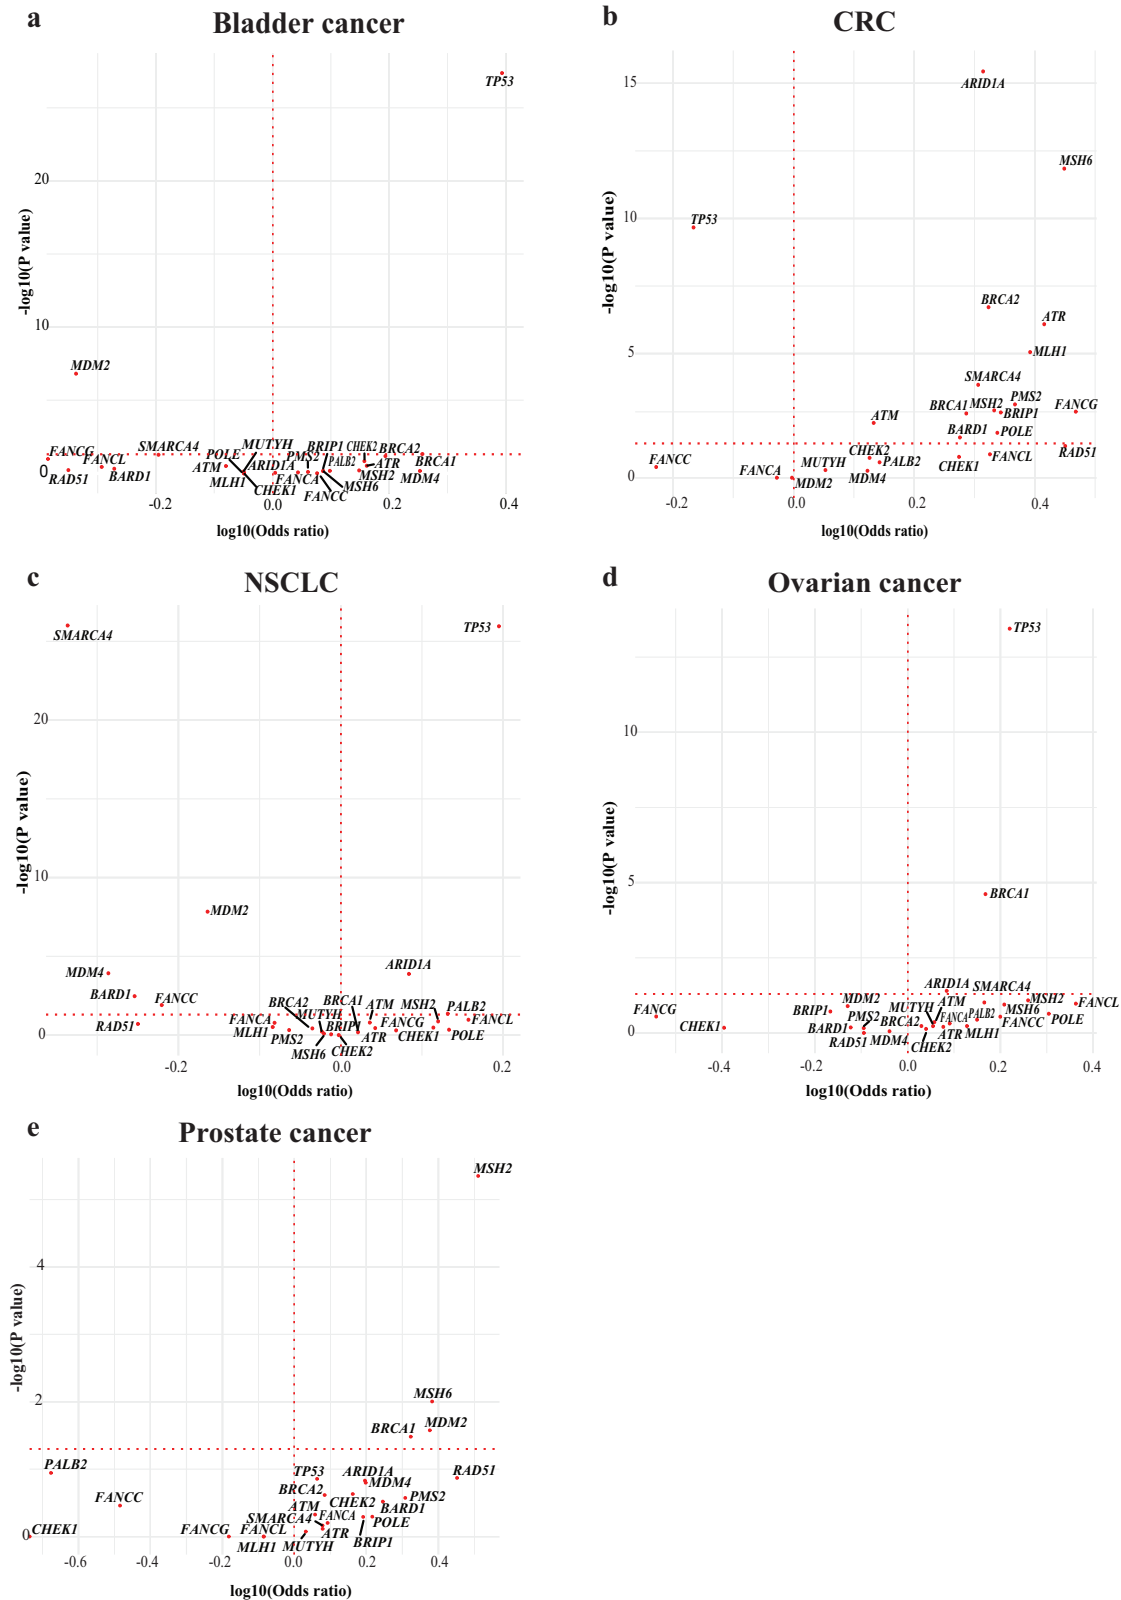 a
Bladder cancer
TP53
20
-log10(P value)
10
MDM2
FANCG
RAD51
FANCL
BARD1
SMARCA4
POLE
ATM
MLH1
MUTYH
ARID1A
CHEK1
PMS2
FANCA
BRIP1
FANCC
PALB2
CHEK2
MSH6
MSH2
ATR
BRCA2
BRCA1
MDM4
0
-0.2
0.0
0.2
0.4
log10(Odds ratio)
b
CRC
15
ARID1A
MSH6
10
TP53
-log10(P value)
BRCA2
ATR
5
MLH1
SMARCA4
BRCA1
MSH2
PMS2
BRIP1
FANCG
ATM
BARD1
POLE
RAD51
CHEK2
PALB2
CHEK1
FANCL
FANCC
FANCA
MUTYH
MDM2
MDM4
0
-0.2
0.0
0.2
0.4
log10(Odds ratio)
c
NSCLC
SMARCA4
TP53
20
-log10(P value)
10
MDM2
MDM4
ARID1A
BARD1
FANCC
RAD51
BRCA2
BRCA1
MUTYH
ATM
MSH2
PALB2
FANCA
MLH1
PMS2
MSH6
BRIP1
CHEK2
ATR
FANCG
CHEK1
FANCL
POLE
0
-0.2
0.0
0.2
log10(Odds ratio)
d
Ovarian cancer
TP53
10
-log10(P value)
5
BRCA1
ARID1A
SMARCA4
FANCG
CHEK1
BRIP1
MDM2
BARD1
PMS2
RAD51
BRCA2
MDM4
MUTYH
CHEK2
ATM
FANCA
ATR
PALB2
MLH1
MSH2
MSH6
FANCC
FANCL
POLE
0
-0.4
-0.2
0.0
0.2
0.4
log10(Odds ratio)
e
Prostate cancer
MSH2
4
-log10(P value)
MSH6
2
BRCA1
MDM2
PALB2
TP53
ARID1A
RAD51
FANCC
BRCA2
MDM4
CHEK2
PMS2
BARD1
ATM
SMARCA4
FANCA
POLE
CHEK1
FANCG
FANCL
MLH1
MUTYH
ATR
BRIP1
0
-0.6
-0.4
-0.2
0.0
0.2
0.4
log10(Odds ratio)